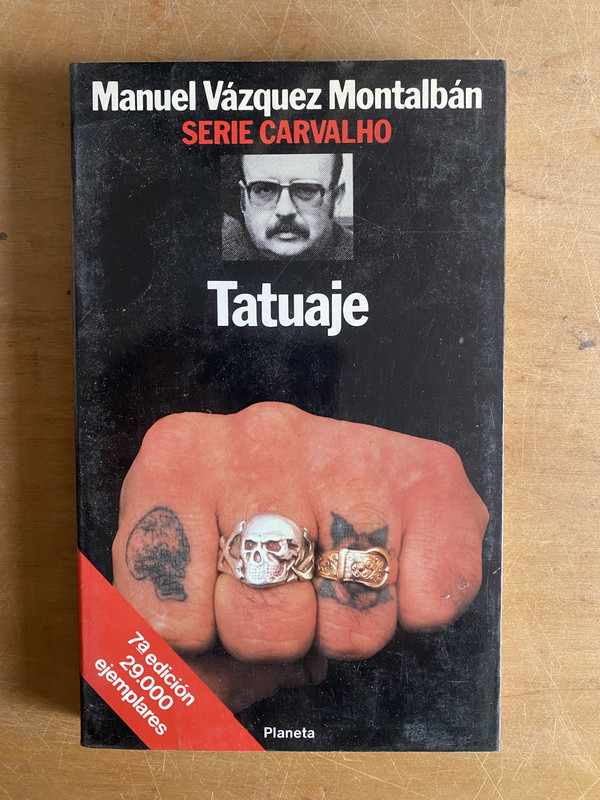 Manuel Vázquez Montalbán
SERIE CARVALHO
Tatuaje
7ª edición
29.000
ejemplares
Planeta